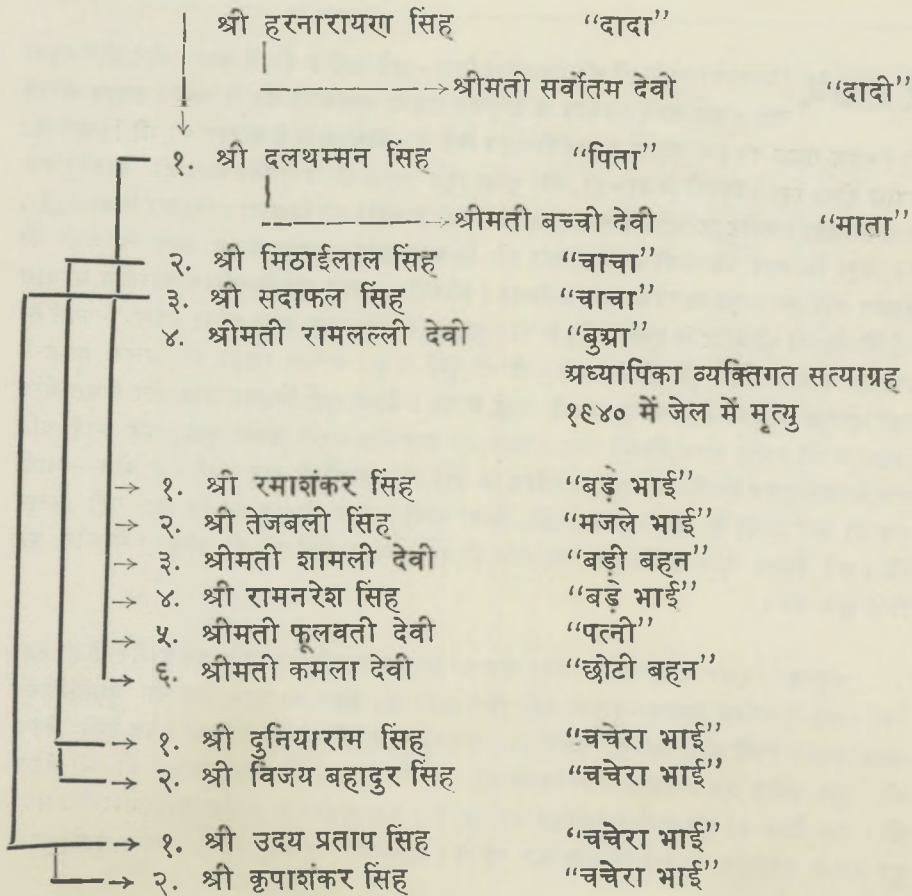 श्री हरनारायण सिंह “दादा”
श्रीमती सर्वोतम देवी “दादी”
१. श्री दलथम्मन सिंह “पिता”
श्रीमती बच्ची देवी “माता”
२. श्री मिठाईलाल सिंह “चाचा”
३. श्री सदाफल सिंह “चाचा”
४. श्रीमती रामलल्ली देवी “बुआ”
अध्यापिका व्यक्तिगत सत्याग्रह
१९४० में जेल में मृत्यु
१. श्री रमाशंकर सिंह “बड़े भाई”
२. श्री तेजबली सिंह “मजले भाई”
३. श्रीमती शामली देवी “बड़ी बहन”
४. श्री रामनरेश सिंह “बड़े भाई”
५. श्रीमती फूलवती देवी “पत्नी”
६. श्रीमती कमला देवी “छोटी बहन”
१. श्री दुनियाराम सिंह “चचेरा भाई”
२. श्री विजय बहादुर सिंह “चचेरा भाई”
१. श्री उदय प्रताप सिंह “चचेरा भाई”
२. श्री कृपाशंकर सिंह “चचेरा भाई”